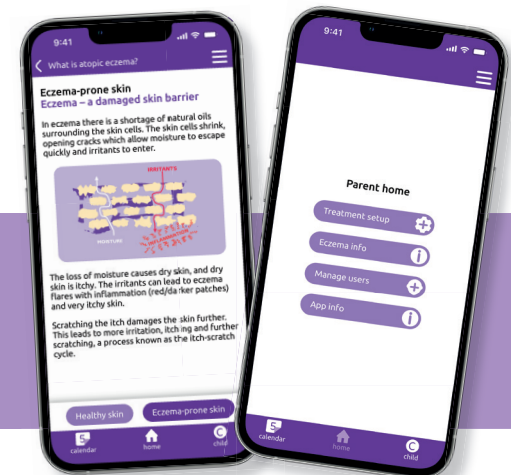 9:41
What is atopic eczema?
Eczema-prone skin
Eczema – a damaged skin barrier
In eczema there is a shortage of natural oils
surrounding the skin cells. The skin cells shrink,
opening cracks which allow moisture to escape
quickly and irritants to enter.
IRRITANTS
MOISTURE
INFLAMMATION
The loss of moisture causes dry skin, and dry
skin is itchy. The irritants can lead to eczema
flares with inflammation (red/darker patches)
and very itchy skin.
Scratching the itch damages the skin further.
This leads to more irritation, itching and further
scratching, a process known as the itch-scratch
cycle.
Healthy skin
Eczema-prone skin
5
calendar
home
C
child
9:41
Parent home
Treatment setup
Eczema info
i
Manage users
App info
i
5
calendar
home
C
child